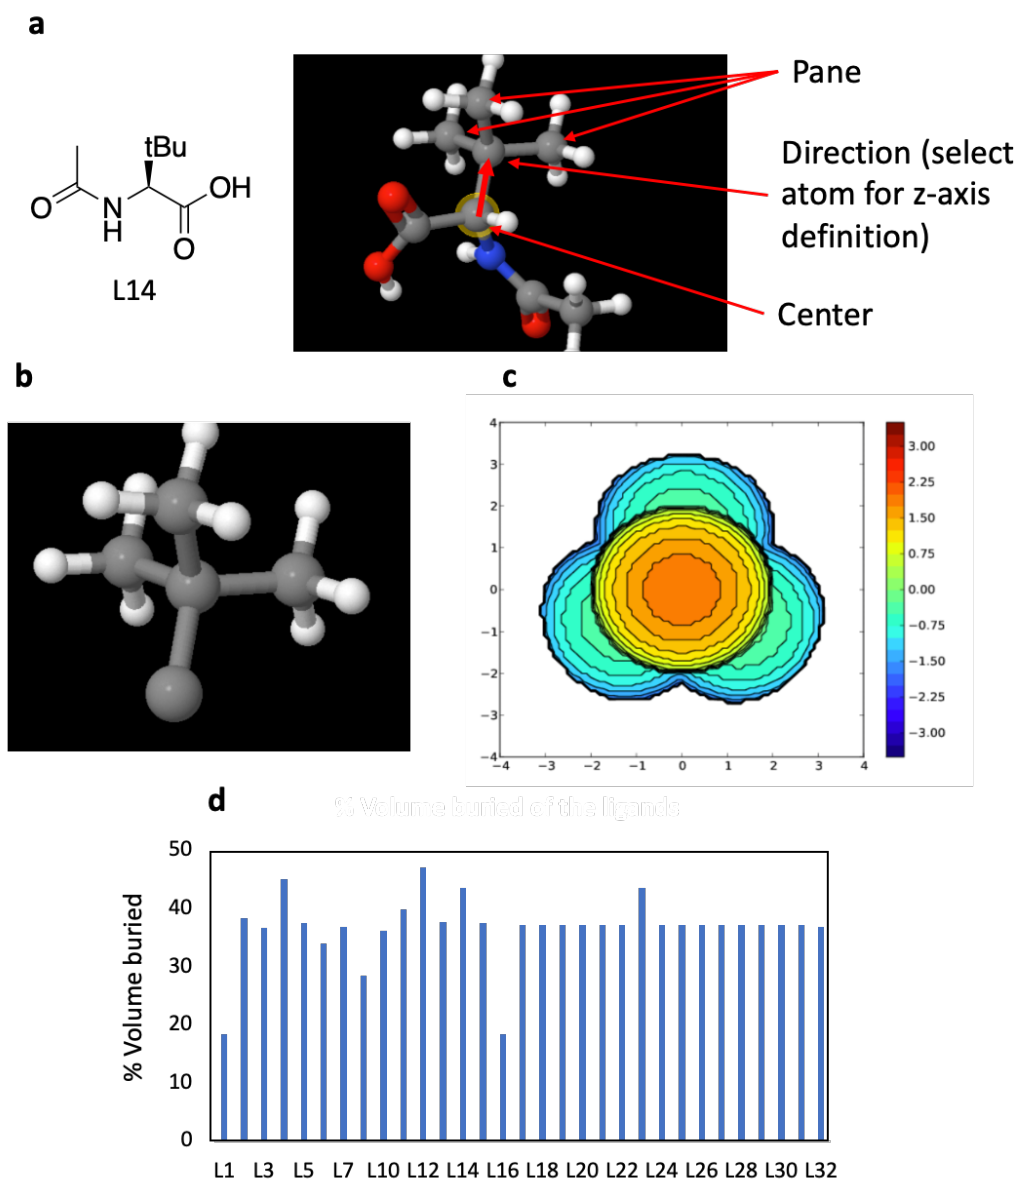 a
tBu
O
N
H
OH
O
L14
Pane
Direction (select
atom for z-axis
definition)
Center
b
c
4
3
2
1
0
−1
−2
−3
−4
−4 −3 −2 −1 0 1 2 3 4
3.00
2.25
1.50
0.75
0.00
−0.75
−1.50
−2.25
−3.00
d
% Volume buried of the ligands
% Volume buried
50
40
30
20
10
0
L1 L3 L5 L7 L10 L12 L14 L16 L18 L20 L22 L24 L26 L28 L30 L32